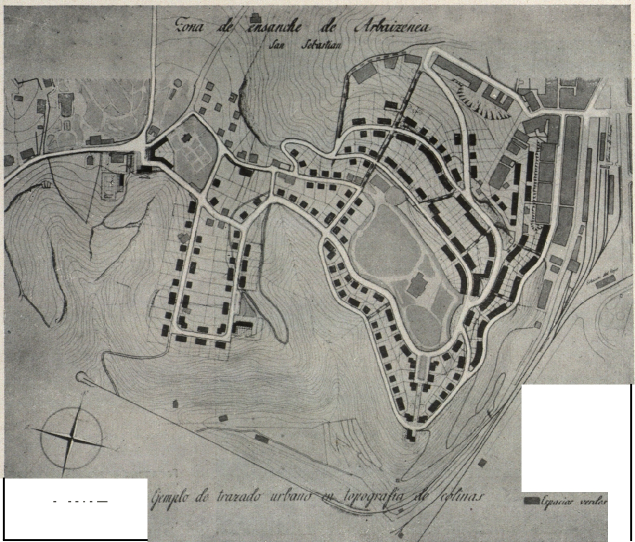 Zona de ensanche de Arbaizenea
San Sebastian
Ejemplo de trazado urbano en topografía de colinas
Espacios verdes